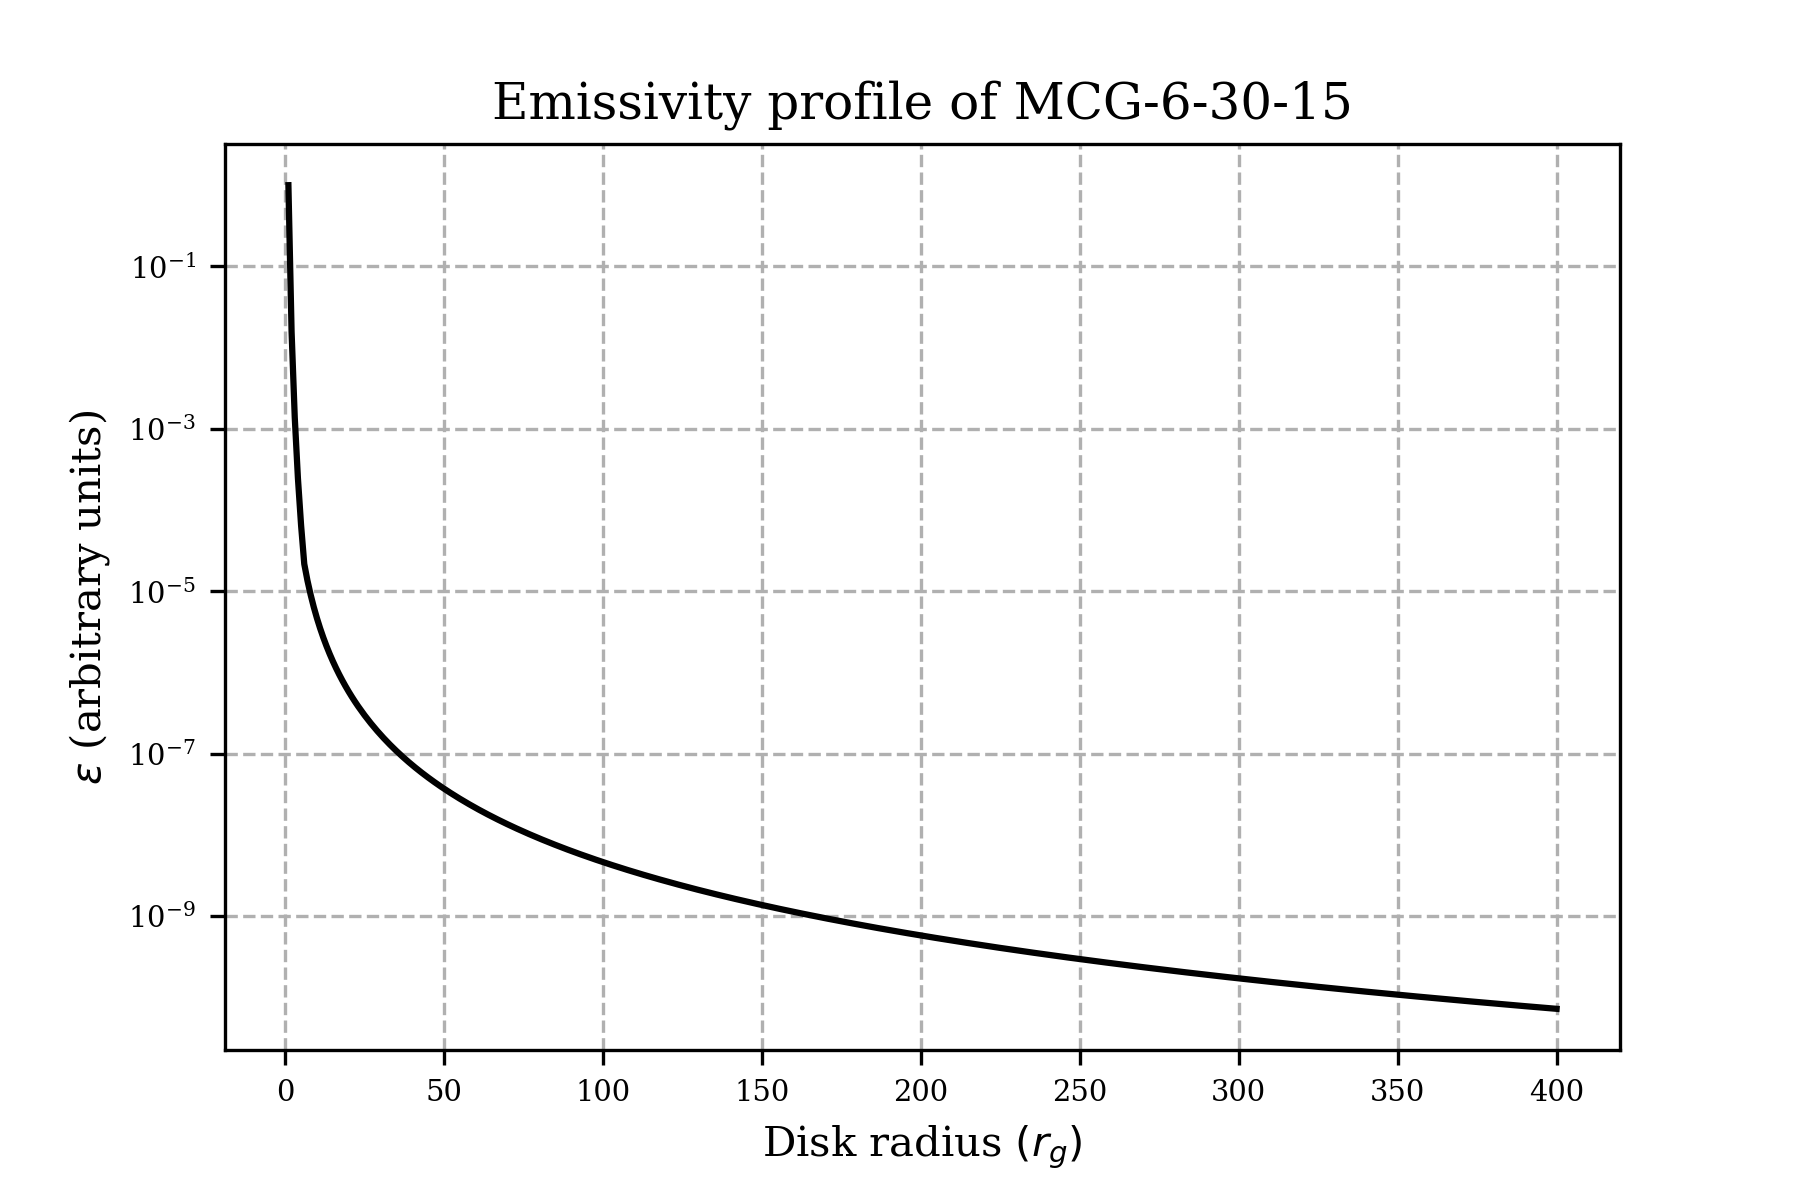 Emissivity profile of MCG-6-30-15
ε (arbitrary units)
10⁻¹
10⁻³
10⁻⁵
10⁻⁷
10⁻⁹
0 50 100 150 200 250 300 350 400
Disk radius (r_g)